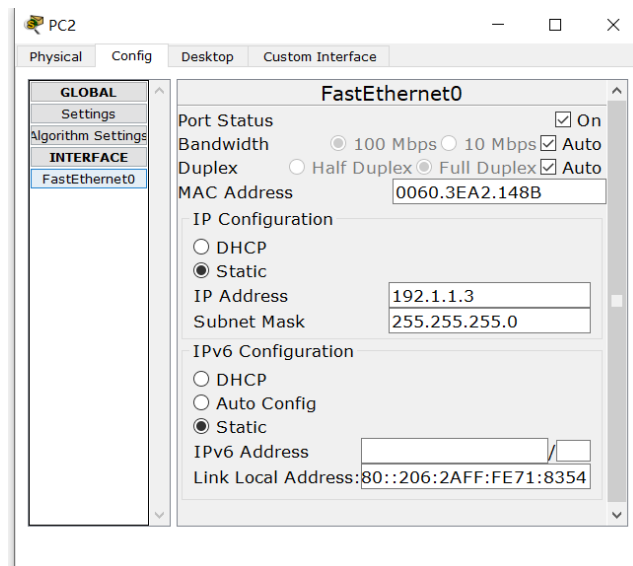 PC2
Physical Config Desktop Custom Interface
GLOBAL
Settings
Algorithm Settings
INTERFACE
FastEthernet0
FastEthernet0
Port Status On
Bandwidth 100 Mbps 10 Mbps Auto
Duplex Half Duplex Full Duplex Auto
MAC Address 0060.3EA2.148B
IP Configuration
DHCP
Static
IP Address 192.1.1.3
Subnet Mask 255.255.255.0
IPv6 Configuration
DHCP
Auto Config
Static
IPv6 Address /
Link Local Address:80::206:2AFF:FE71:8354